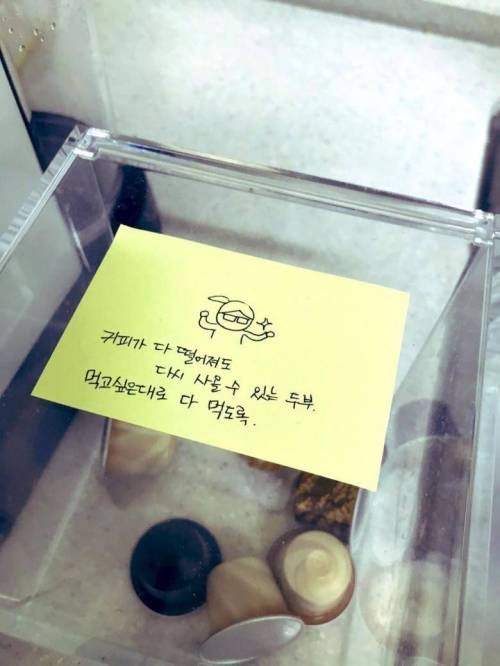 커피가 다 떨어져도
다시 사올 수 있는 두부.
먹고싶은대로 다 먹도록.